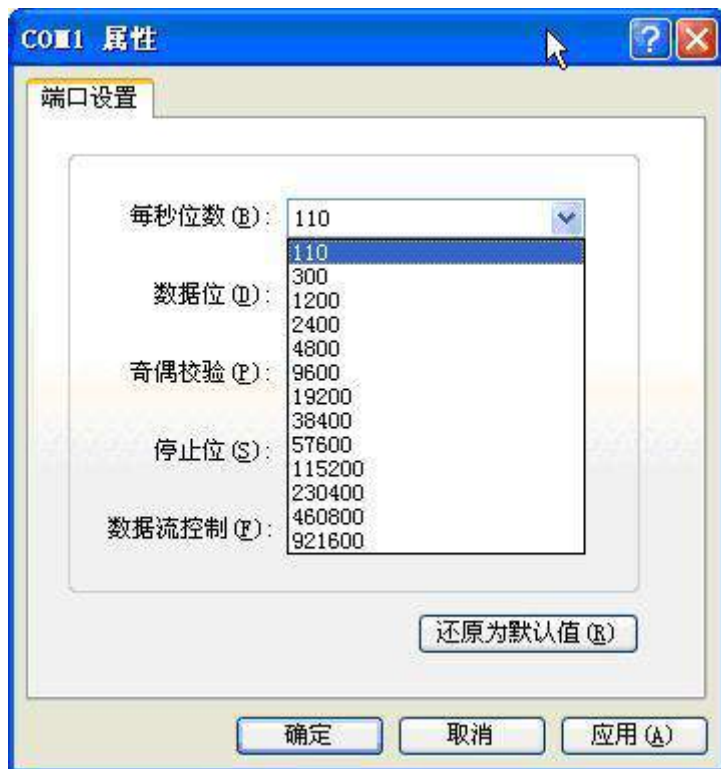 COM1 属性
端口设置
每秒位数(B): 110
110
300
1200
2400
4800
9600
19200
38400
57600
115200
230400
460800
921600
数据位(D):
奇偶校验(P):
停止位(S):
数据流控制(F):
还原为默认值(R)
确定 取消 应用(A)